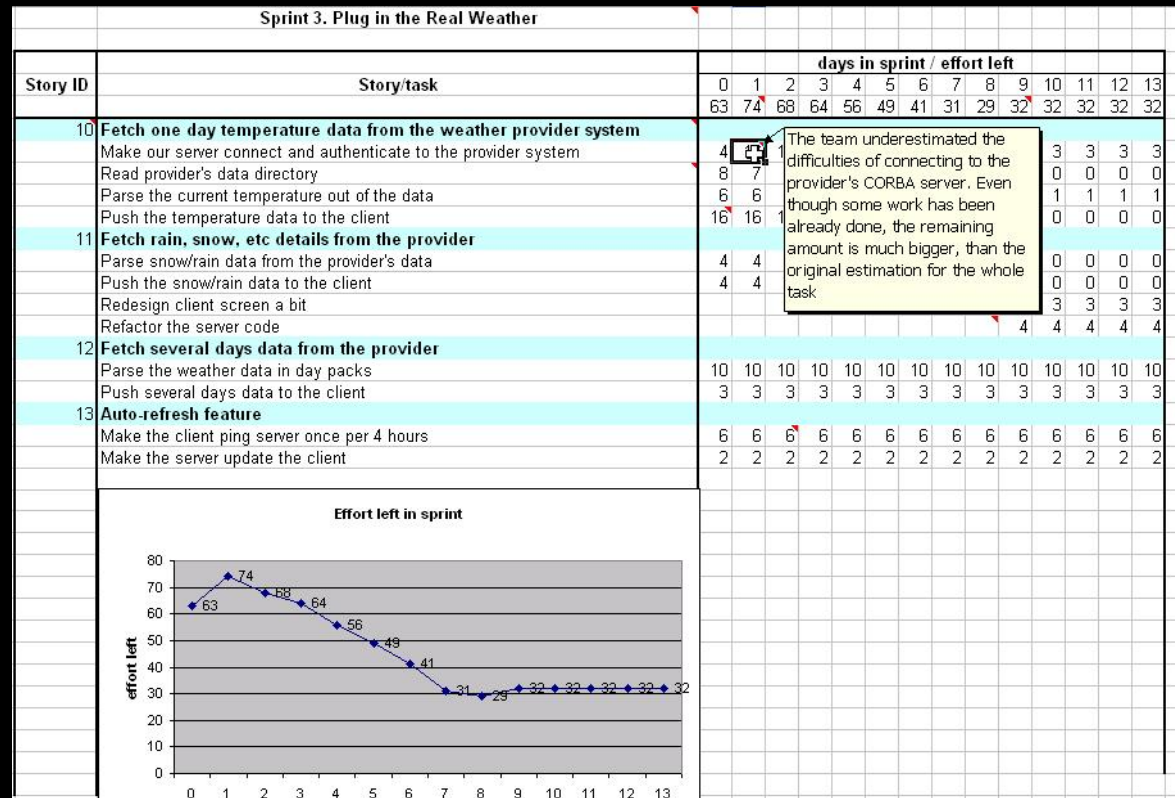 Sprint 3. Plug in the Real Weather
days in sprint / effort left
Story ID Story/task 0 1 2 3 4 5 6 7 8 9 10 11 12 13
63 74 68 64 56 49 41 31 29 32 32 32 32 32
10 Fetch one day temperature data from the weather provider system
Make our server connect and authenticate to the provider system 4 3 3 3 3
Read provider's data directory 8 7 0 0 0 0
Parse the current temperature out of the data 6 6 1 1 1 1
Push the temperature data to the client 16 16 0 0 0 0
11 Fetch rain, snow, etc details from the provider
Parse snow/rain data from the provider's data 4 4 0 0 0 0
Push the snow/rain data to the client 4 4 0 0 0 0
Redesign client screen a bit 3 3 3 3
Refactor the server code 4 4 4 4 4
The team underestimated the
difficulties of connecting to the
provider's CORBA server. Even
though some work has been
already done, the remaining
amount is much bigger, than the
original estimation for the whole
task
12 Fetch several days data from the provider
Parse the weather data in day packs 10 10 10 10 10 10 10 10 10 10 10 10 10 10
Push several days data to the client 3 3 3 3 3 3 3 3 3 3 3 3 3 3
13 Auto-refresh feature
Make the client ping server once per 4 hours 6 6 6 6 6 6 6 6 6 6 6 6 6 6
Make the server update the client 2 2 2 2 2 2 2 2 2 2 2 2 2 2
Effort left in sprint
effort left
80
70
60
50
40
30
20
10
0
63 74 68 64 56 49 41 31 29 32 32 32 32 32
0 1 2 3 4 5 6 7 8 9 10 11 12 13